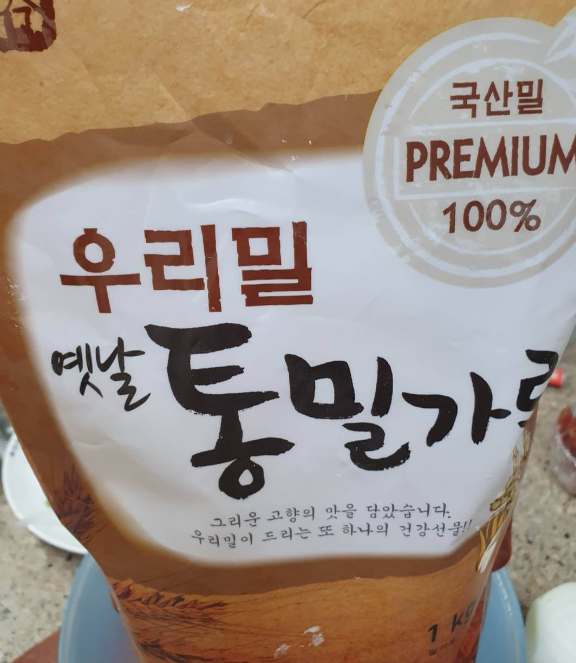 국산밀
PREMIUM
100%
우리밀
옛날 통밀가루
그리운 고향의 맛을 담았습니다.
우리밀이 드리는 또 하나의 건강선물!!
1 kg